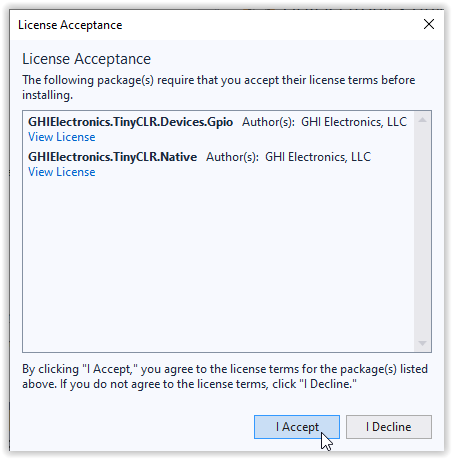 License Acceptance
License Acceptance
The following package(s) require that you accept their license terms before
installing.
GHIElectronics.TinyCLR.Devices.Gpio Author(s): GHI Electronics, LLC
View License
GHIElectronics.TinyCLR.Native Author(s): GHI Electronics, LLC
View License
By clicking "I Accept," you agree to the license terms for the package(s) listed
above. If you do not agree to the license terms, click "I Decline."
I Accept I Decline